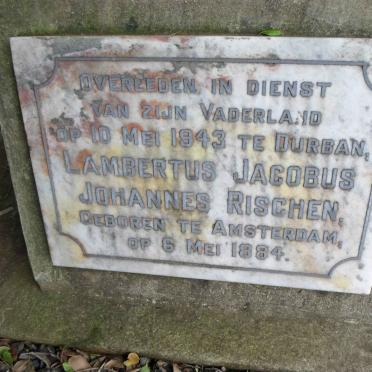 OVERLEDEN IN DIENST
VAN ZIJN VADERLAND
OP 10 MEI 1943 TE DURBAN,
LAMBERTUS JACOBUS
JOHANNES RISCHEN,
GEBOREN TE AMSTERDAM,
OP 6 MEI 1884.